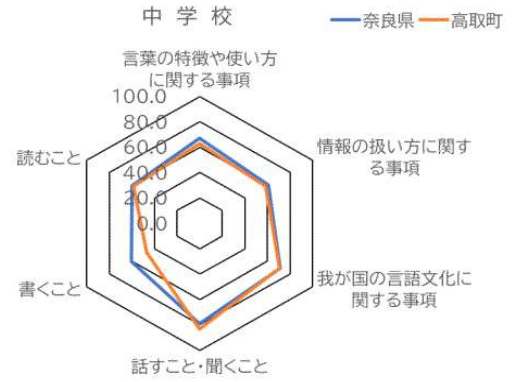 中学校
奈良県 高取町
言葉の特徴や使い方
に関する事項
100.0
80.0
60.0
40.0
20.0
0.0
情報の扱い方に関す
る事項
我が国の言語文化に
関する事項
話すこと・聞くこと
書くこと
読むこと